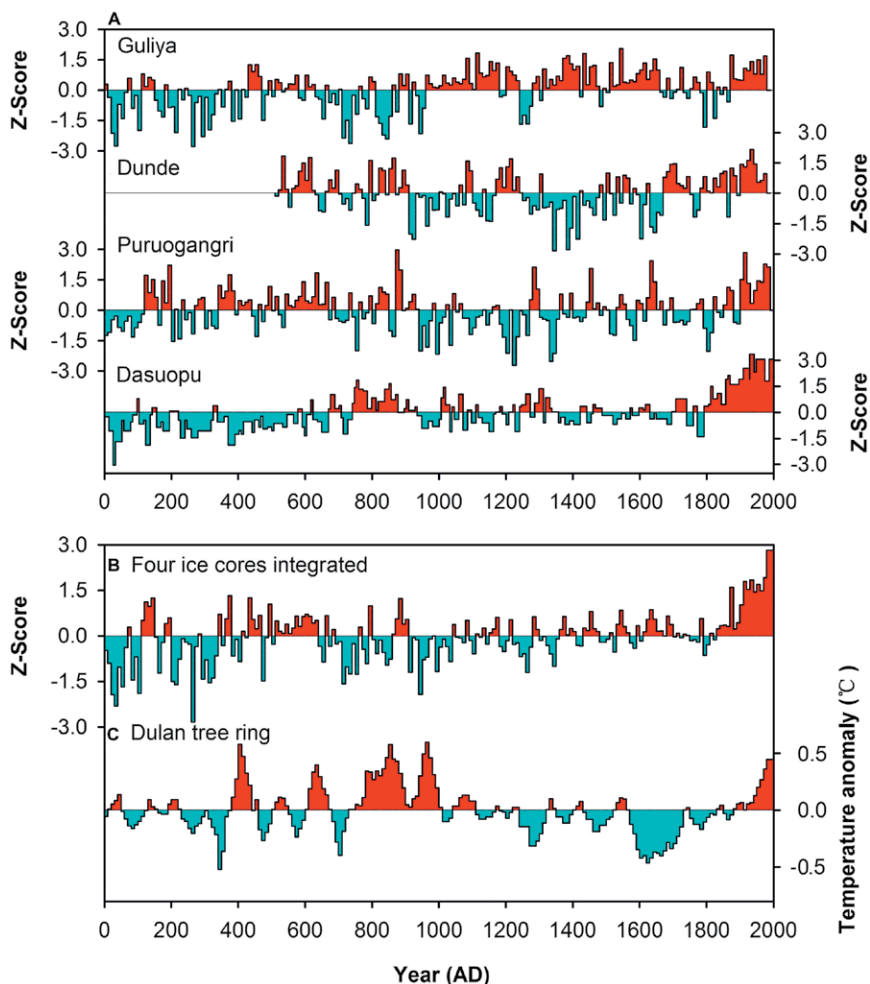 A
3.0
Guliya
1.5
0.0
-1.5
-3.0
Z-Score
3.0
Dunde
1.5
0.0
-1.5
-3.0
Z-Score
3.0
Puruogangri
1.5
0.0
-1.5
-3.0
Z-Score
3.0
Dasuopu
1.5
0.0
-1.5
-3.0
Z-Score
0 200 400 600 800 1000 1200 1400 1600 1800 2000
3.0
B Four ice cores integrated
1.5
0.0
-1.5
-3.0
Z-Score
C Dulan tree ring
0.5
0.0
-0.5
Temperature anomaly (℃)
0 200 400 600 800 1000 1200 1400 1600 1800 2000
Year (AD)